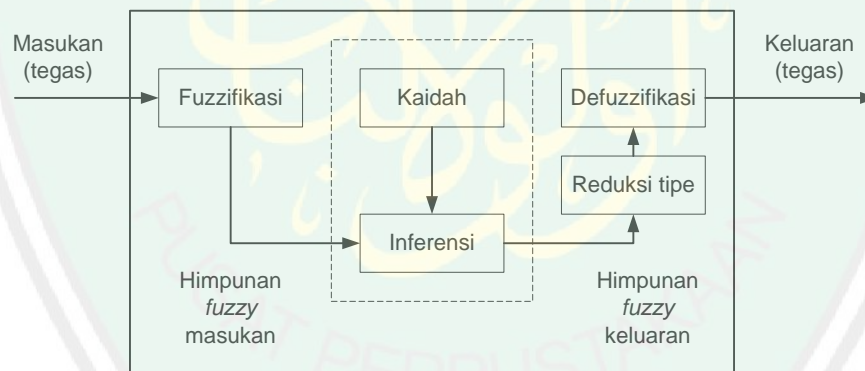 Masukan
(tegas)
Keluaran
(tegas)
Fuzzifikasi
Kaidah
Defuzzifikasi
Reduksi tipe
Inferensi
Himpunan
fuzzy
masukan
Himpunan
fuzzy
keluaran